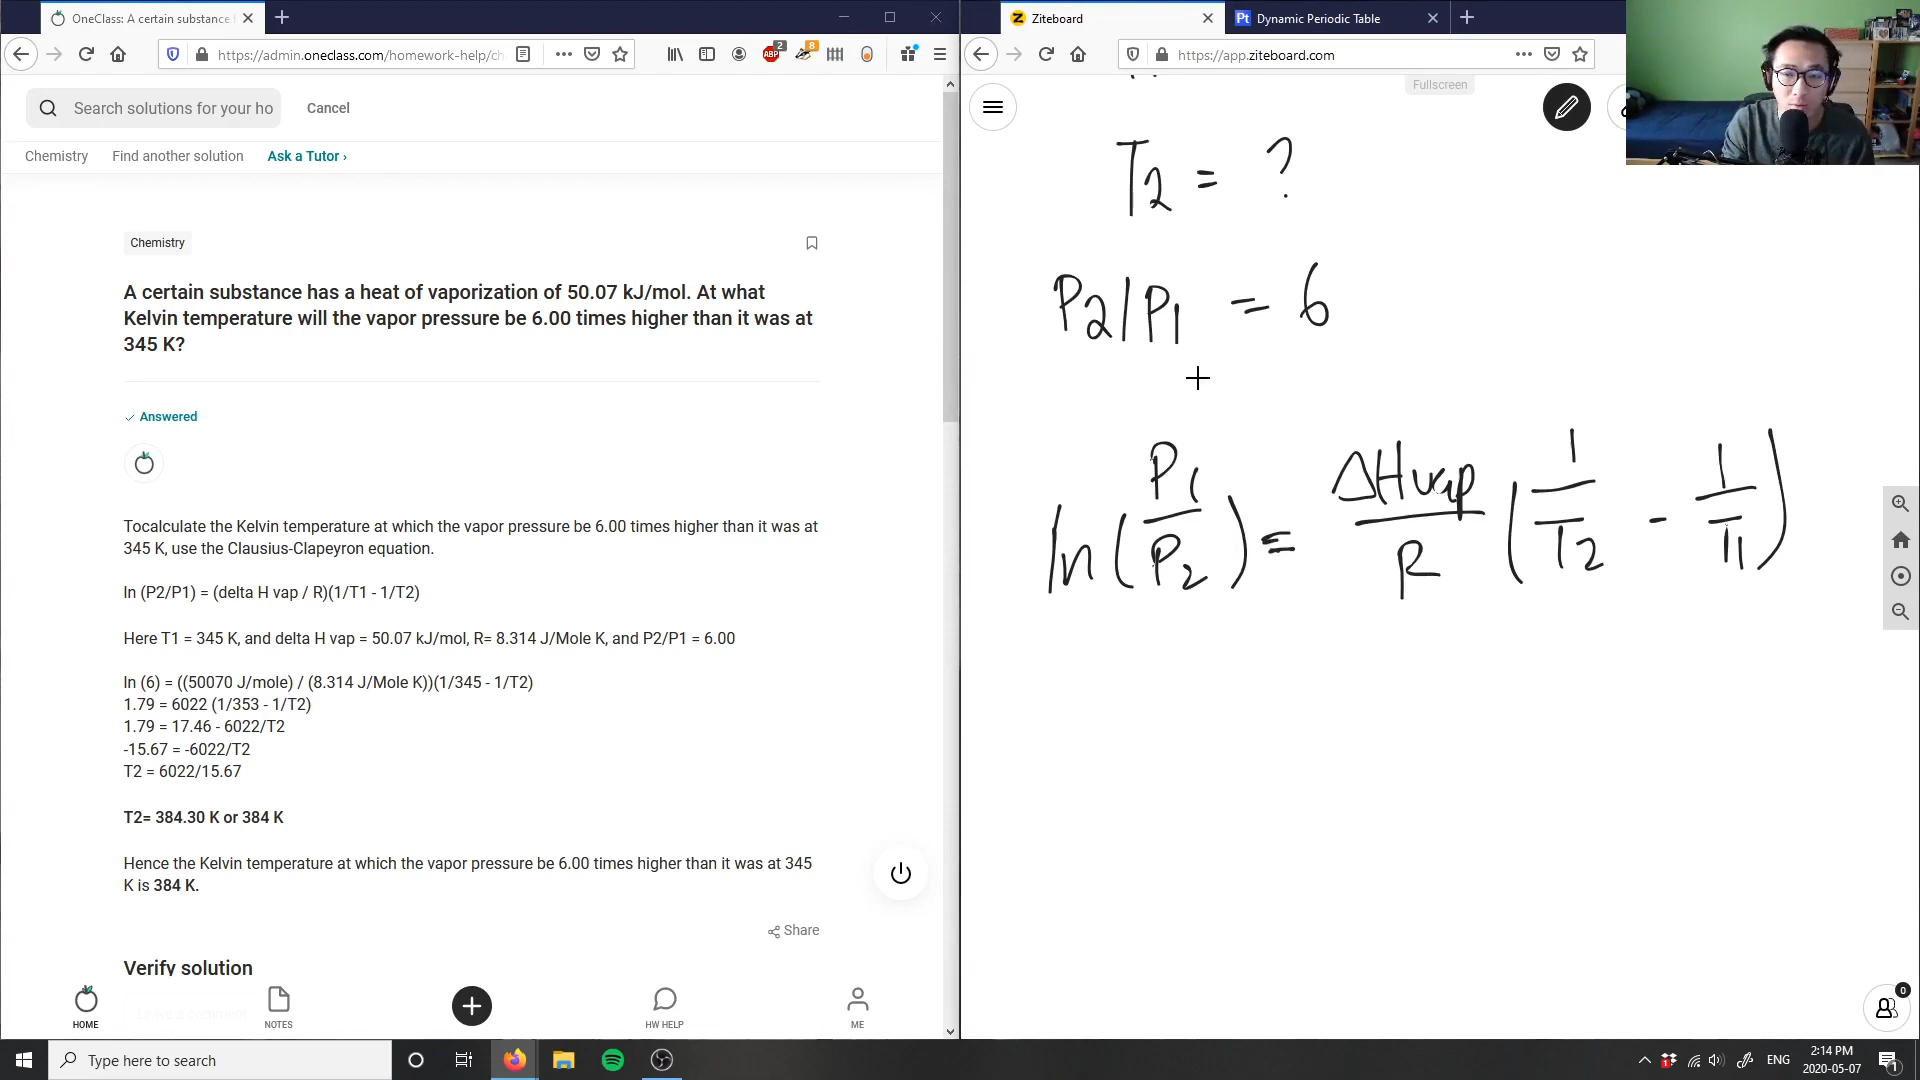 OneClass: A certain substance
https://admin.oneclass.com/homework-help/ch
ABP
2
8
Search solutions for your ho
Cancel
Chemistry
Find another solution
Ask a Tutor ›
Chemistry
A certain substance has a heat of vaporization of 50.07 kJ/mol. At what
Kelvin temperature will the vapor pressure be 6.00 times higher than it was at
345 K?
Answered
Tocalculate the Kelvin temperature at which the vapor pressure be 6.00 times higher than it was at
345 K, use the Clausius-Clapeyron equation.
In (P2/P1) = (delta H vap / R)(1/T1 - 1/T2)
Here T1 = 345 K, and delta H vap = 50.07 kJ/mol, R= 8.314 J/Mole K, and P2/P1 = 6.00
In (6) = ((50070 J/mole) / (8.314 J/Mole K))(1/345 - 1/T2)
1.79 = 6022 (1/353 - 1/T2)
1.79 = 17.46 - 6022/T2
-15.67 = -6022/T2
T2 = 6022/15.67
T2= 384.30 K or 384 K
Hence the Kelvin temperature at which the vapor pressure be 6.00 times higher than it was at 345
K is 384 K.
Share
Verify solution
Leave a comment
HOME
NOTES
HW HELP
ME
Ziteboard
Pt Dynamic Periodic Table
https://app.ziteboard.com
Fullscreen
T2 = ?
P2/P1 = 6
ln(P1/P2) = ΔHvap/R (1/T2 - 1/T1)
0
Type here to search
ENG
2:14 PM
2020-05-07
1